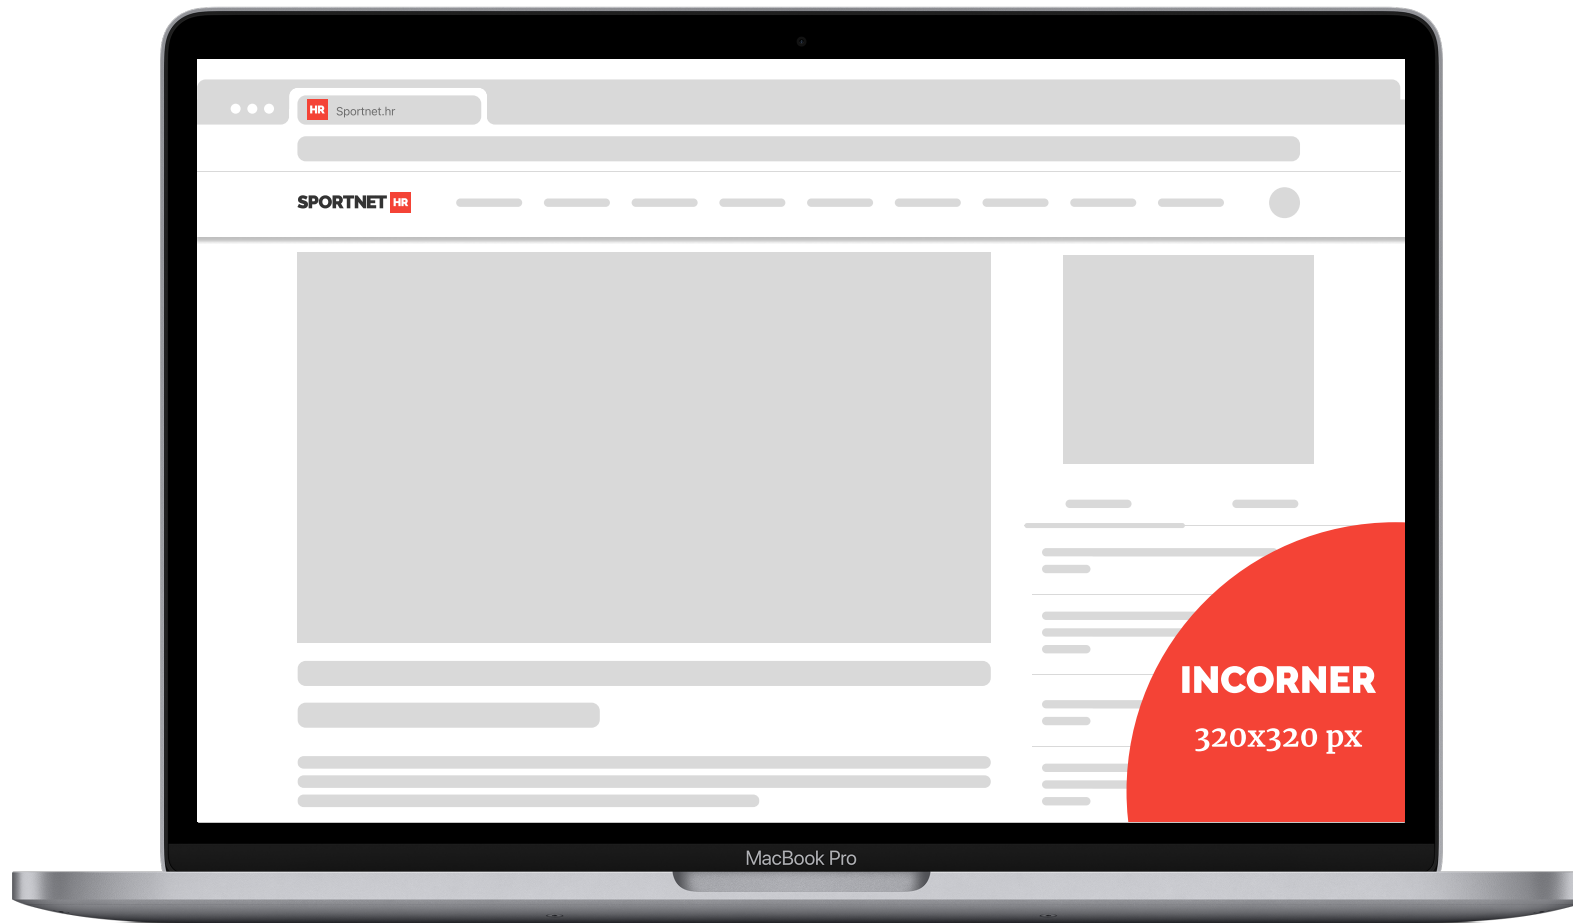 HR Sportnet.hr
SPORTNET HR
INCORNER
320x320 px
MacBook Pro